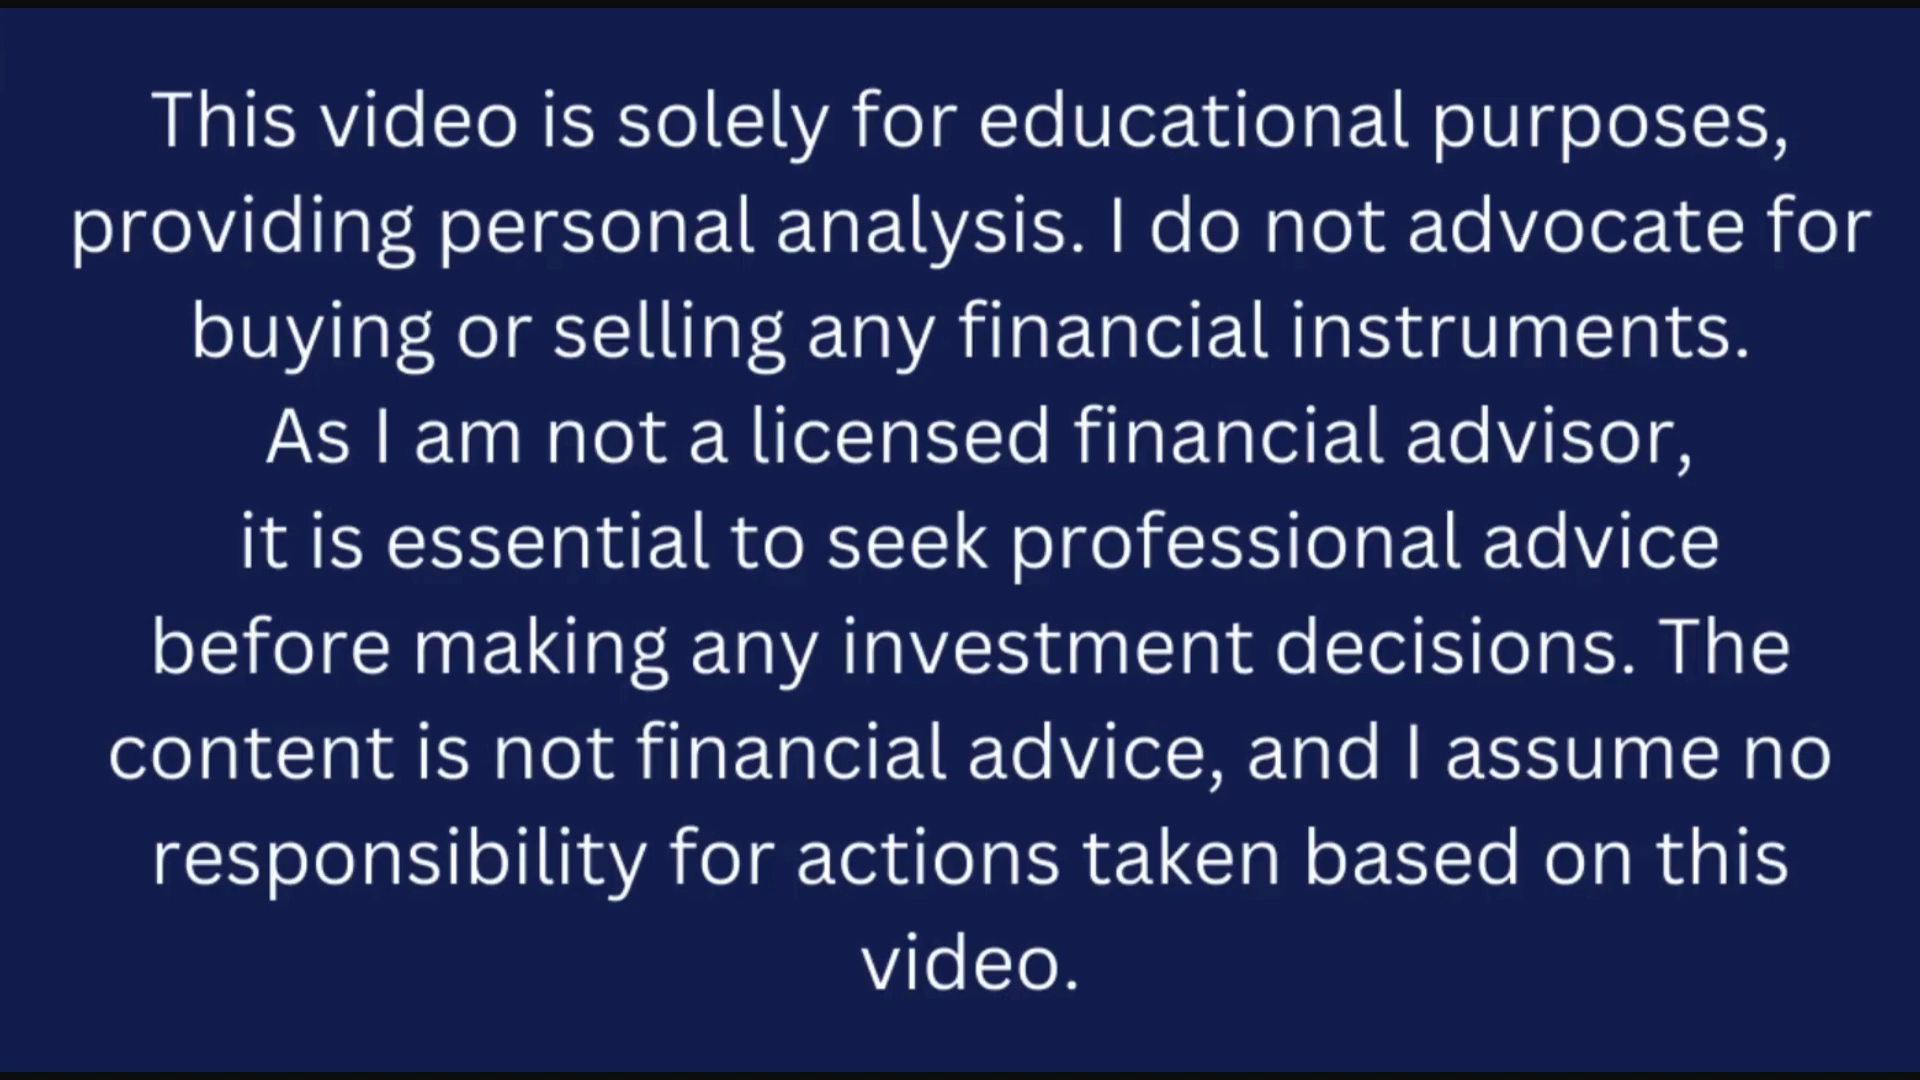 This video is solely for educational purposes,
providing personal analysis. I do not advocate for
buying or selling any financial instruments.
As I am not a licensed financial advisor,
it is essential to seek professional advice
before making any investment decisions. The
content is not financial advice, and I assume no
responsibility for actions taken based on this
video.